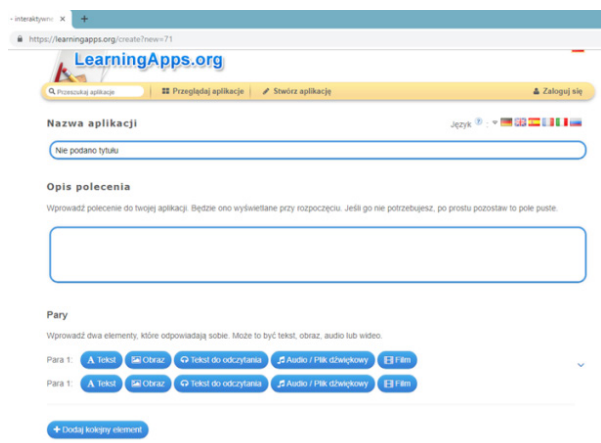 - interaktywne × +
https://learningapps.org/create?new=71
LearningApps.org
Przeszukaj aplikacje Przeglądaj aplikacje Stwórz aplikację Zaloguj się
Nazwa aplikacji Język ? :
Nie podano tytułu
Opis polecenia
Wprowadź polecenie do twojej aplikacji. Będzie ono wyświetlane przy rozpoczęciu. Jeśli go nie potrzebujesz, po prostu pozostaw to pole puste.
Pary
Wprowadź dwa elementy, które odpowiadają sobie. Może to być tekst, obraz, audio lub wideo.
Para 1: A Tekst Obraz Tekst do odczytania Audio / Plik dźwiękowy Film
Para 1: A Tekst Obraz Tekst do odczytania Audio / Plik dźwiękowy Film
+ Dodaj kolejny element